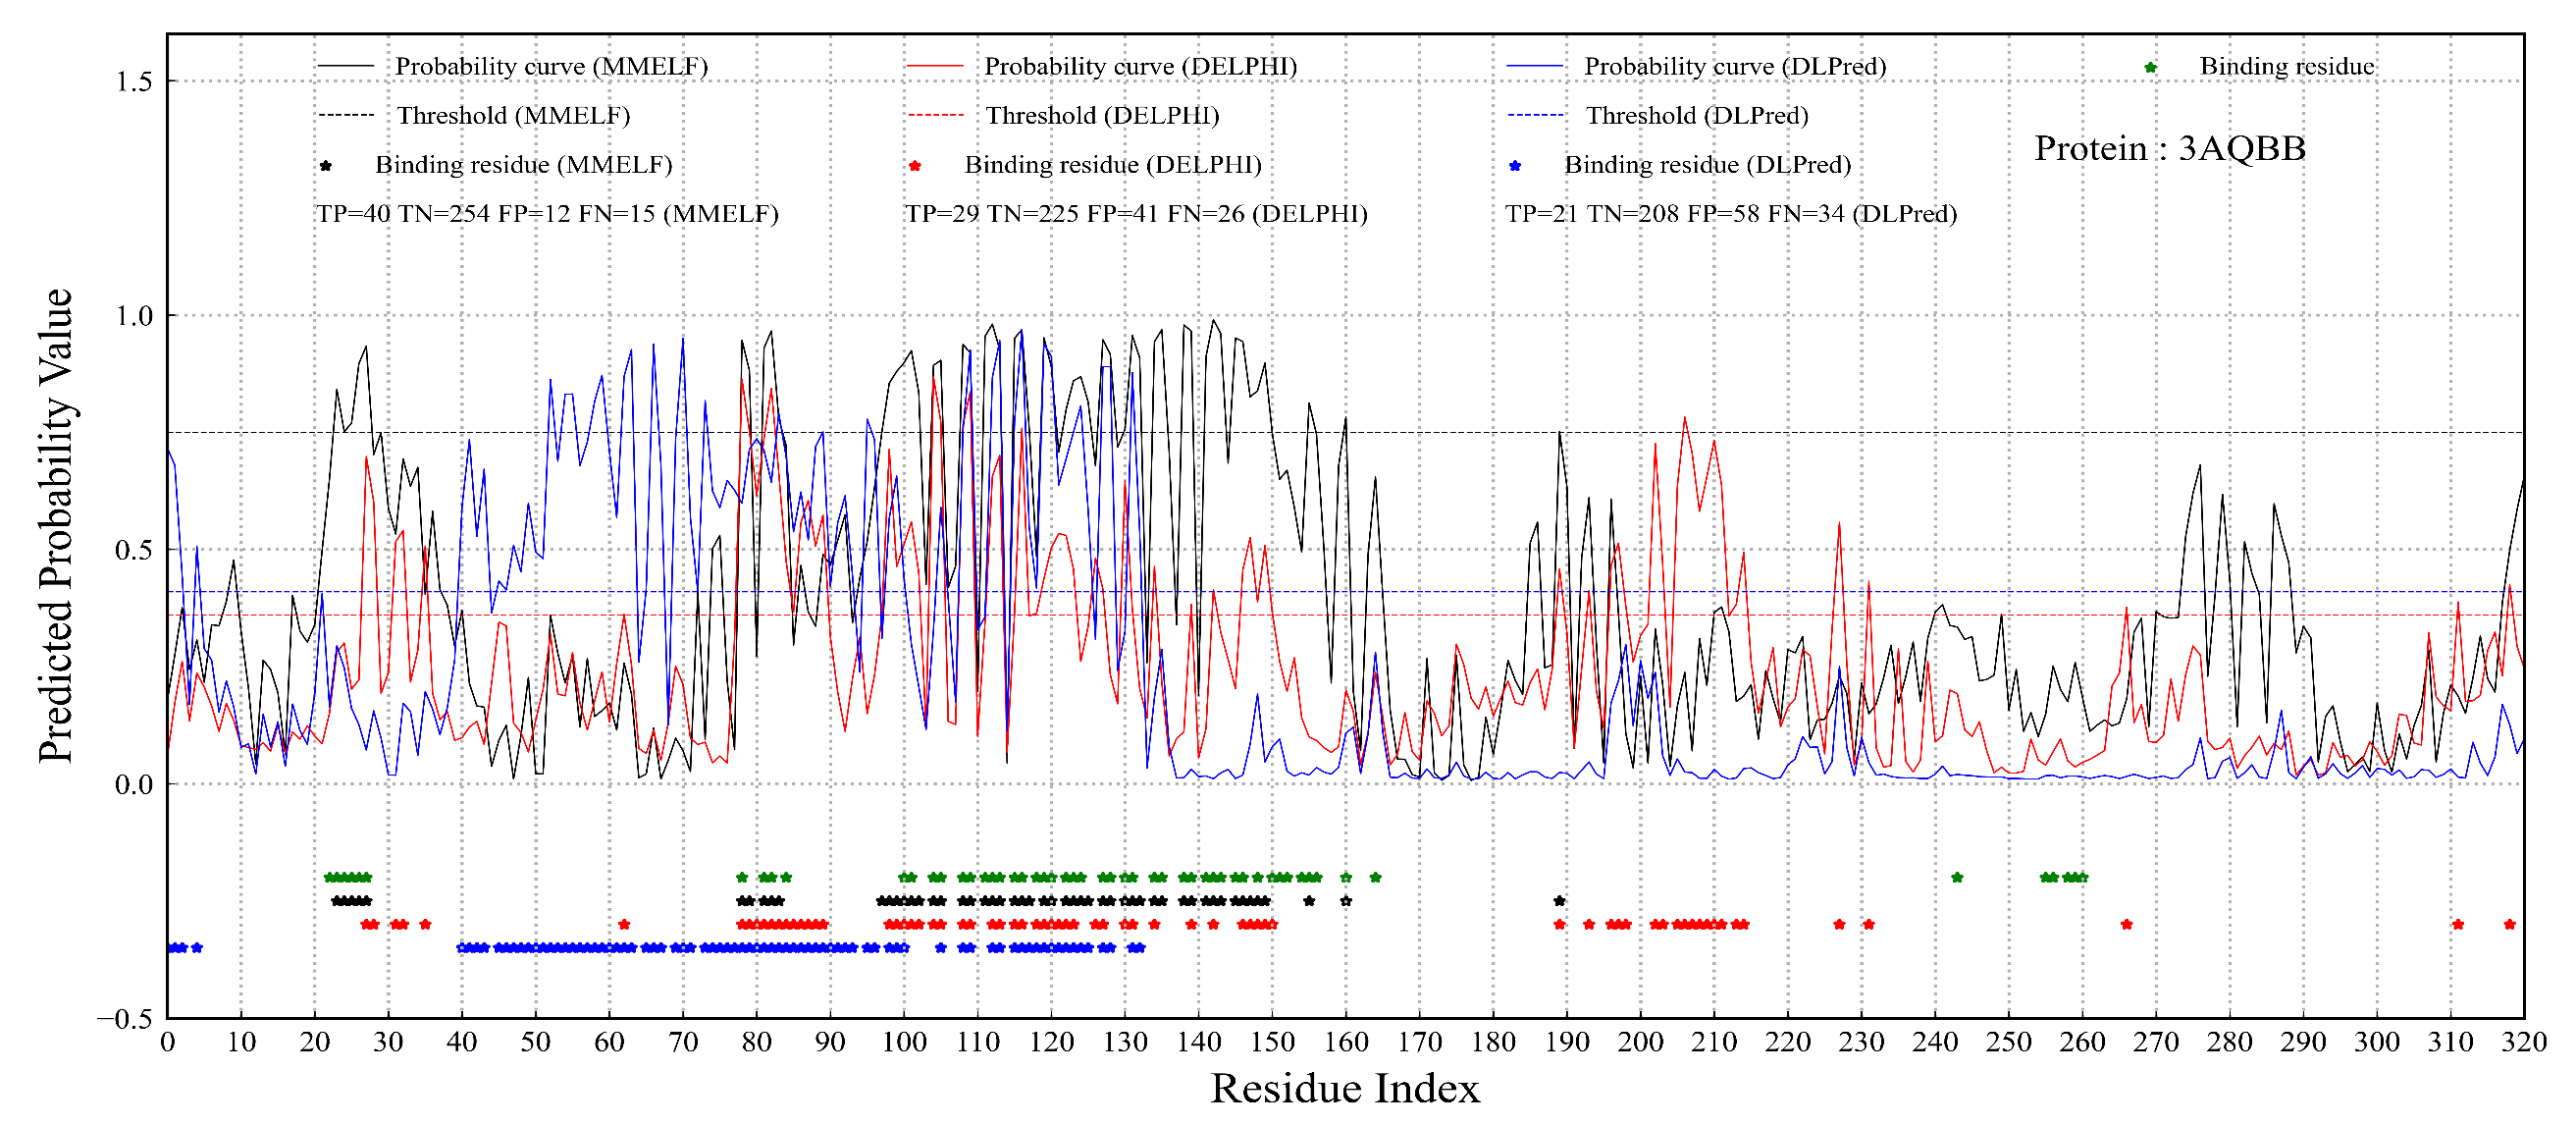 Probability curve (MMELF) Probability curve (DELPHI) Probability curve (DLPred) Binding residue
Threshold (MMELF) Threshold (DELPHI) Threshold (DLPred)
Protein : 3AQBB
Binding residue (MMELF) Binding residue (DELPHI) Binding residue (DLPred)
TP=40 TN=254 FP=12 FN=15 (MMELF) TP=29 TN=225 FP=41 FN=26 (DELPHI) TP=21 TN=208 FP=58 FN=34 (DLPred)
Predicted Probability Value
1.5
1.0
0.5
0.0
−0.5
0 10 20 30 40 50 60 70 80 90 100 110 120 130 140 150 160 170 180 190 200 210 220 230 240 250 260 270 280 290 300 310 320
Residue Index